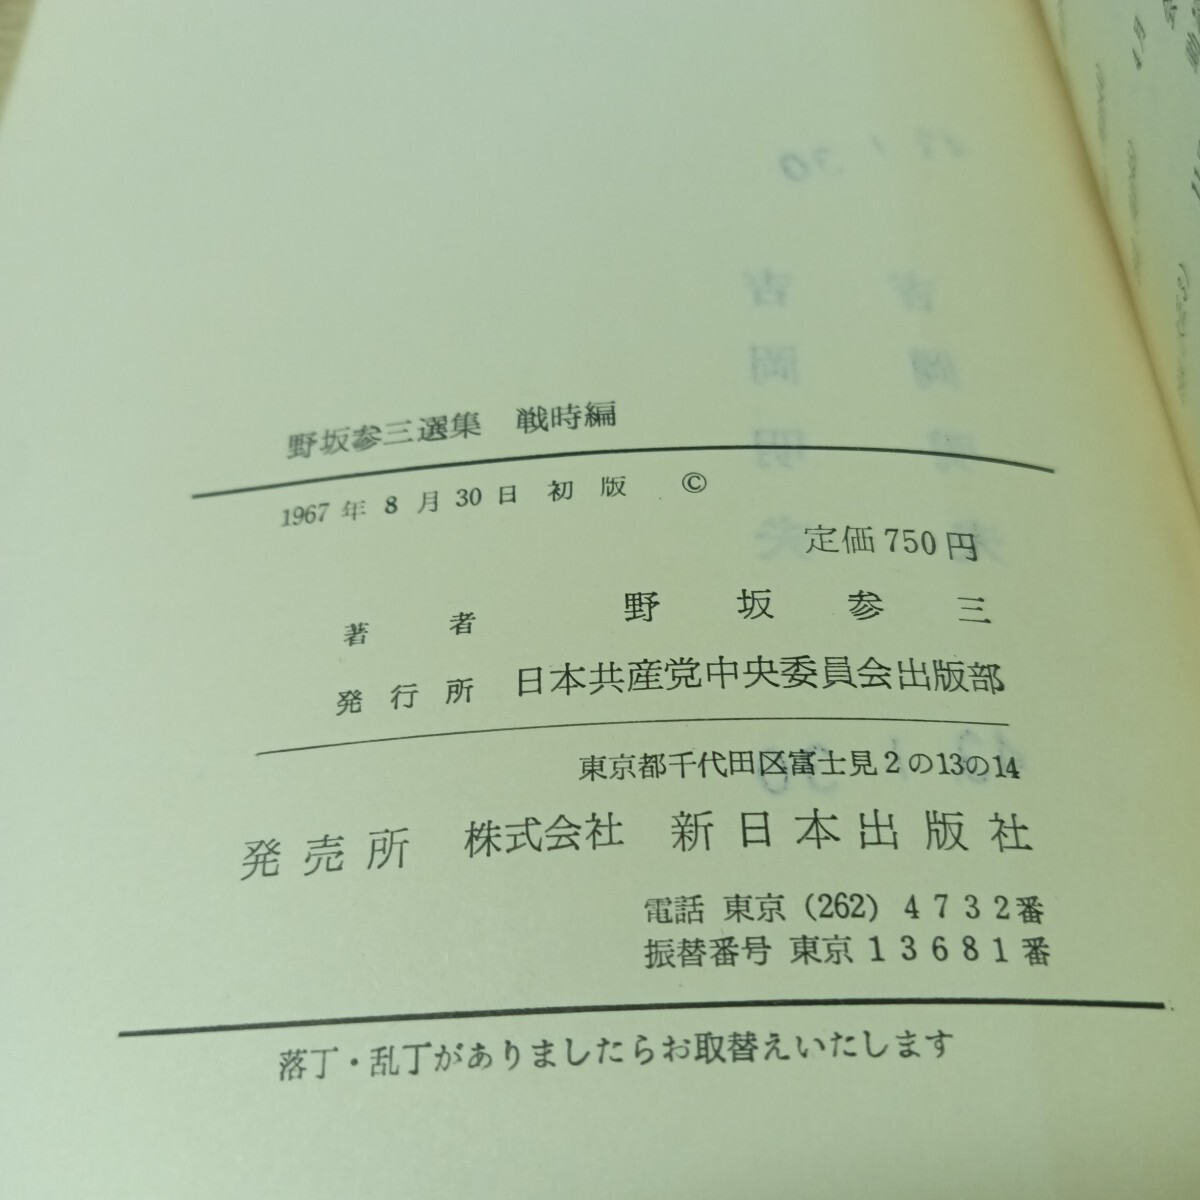 野坂参三選集 戦時編
1967年8月30日 初版 ©
定価750円
著者 野坂参三
発行所 日本共産党中央委員会出版部
東京都千代田区富士見2の13の14
発売所 株式会社 新日本出版社
電話 東京(262)4732番
振替番号 東京13681番
落丁・乱丁がありましたらお取替えいたします